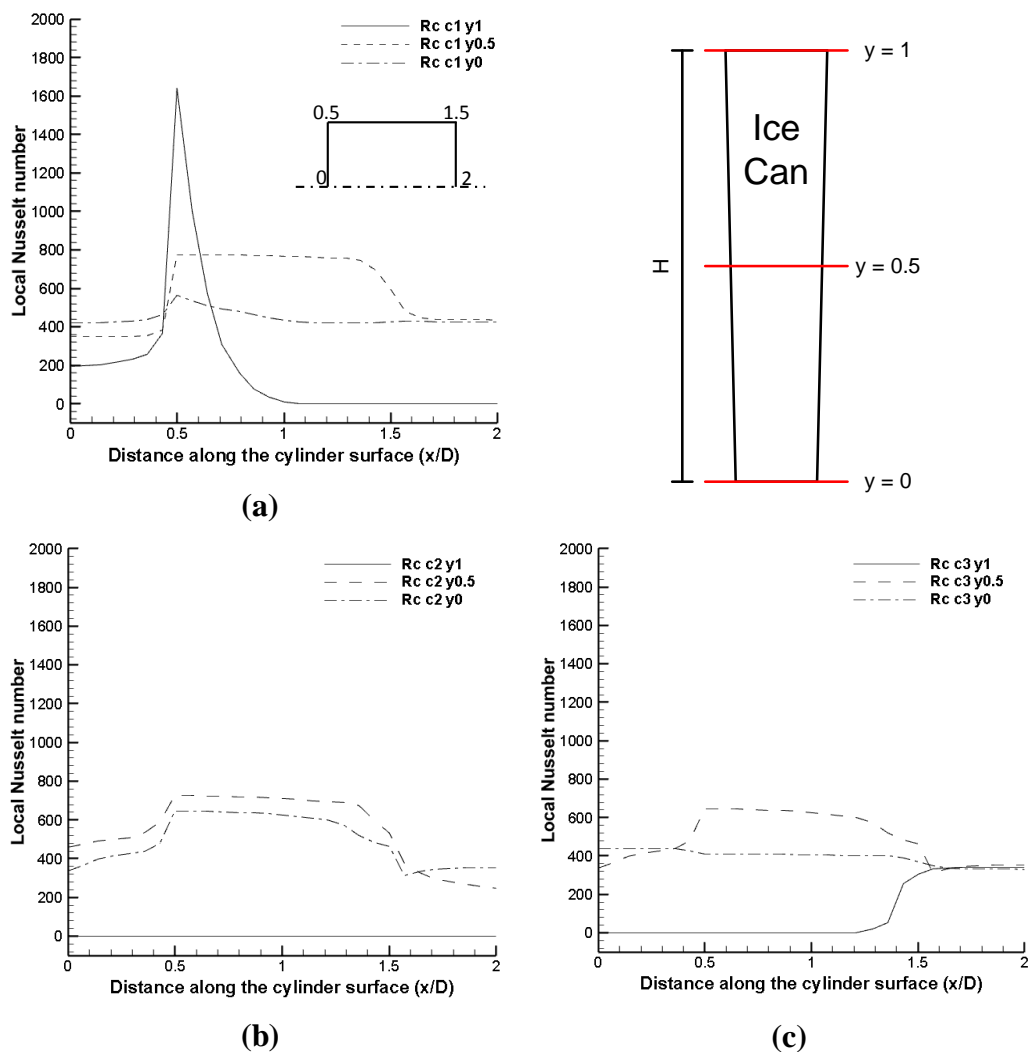 2000
1800
1600
1400
1200
1000
800
600
400
200
0
Local Nusselt number
Rc c1 y1
Rc c1 y0.5
Rc c1 y0
0.5
1.5
0
2
0
0.5
1
1.5
2
Distance along the cylinder surface (x/D)
(a)
y = 1
Ice
Can
H
y = 0.5
y = 0
2000
1800
1600
1400
1200
1000
800
600
400
200
0
Local Nusselt number
Rc c2 y1
Rc c2 y0.5
Rc c2 y0
0
0.5
1
1.5
2
Distance along the cylinder surface (x/D)
(b)
2000
1800
1600
1400
1200
1000
800
600
400
200
0
Local Nusselt number
Rc c3 y1
Rc c3 y0.5
Rc c3 y0
0
0.5
1
1.5
2
Distance along the cylinder surface (x/D)
(c)